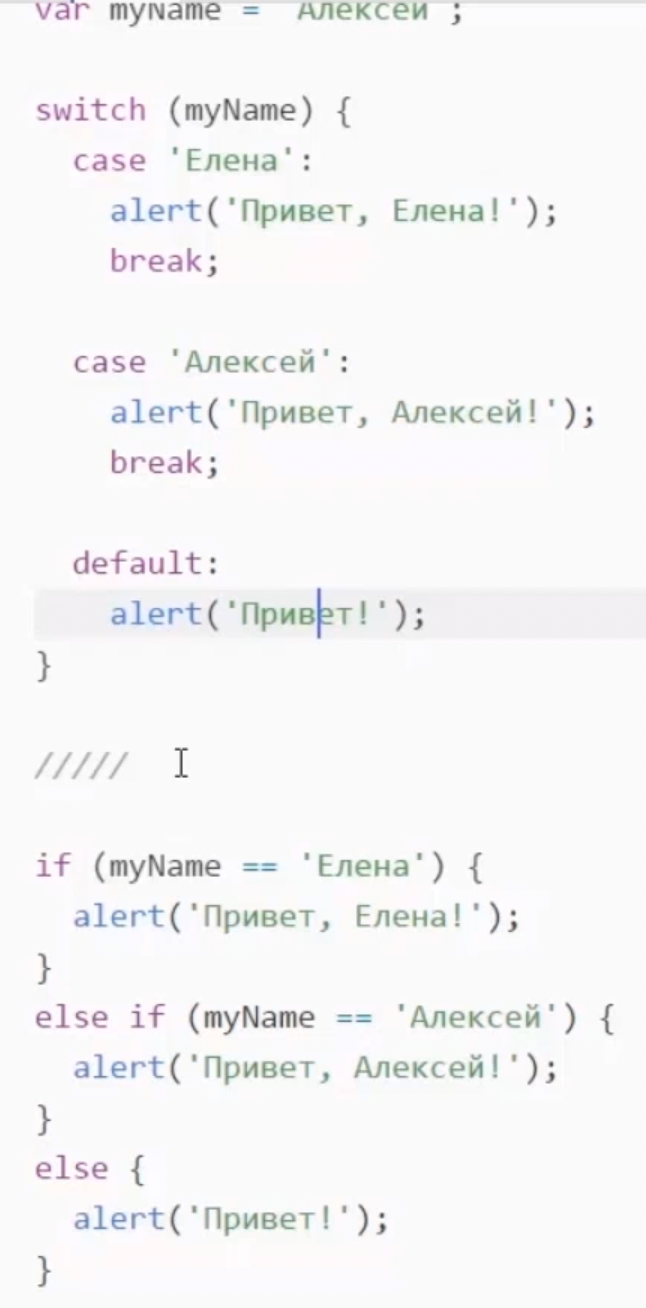 var myName = 'Алексей';
switch (myName) {
case 'Елена':
alert('Привет, Елена!');
break;
case 'Алексей':
alert('Привет, Алексей!');
break;
default:
alert('Привет!');
}
/////
if (myName == 'Елена') {
alert('Привет, Елена!');
}
else if (myName == 'Алексей') {
alert('Привет, Алексей!');
}
else {
alert('Привет!');
}